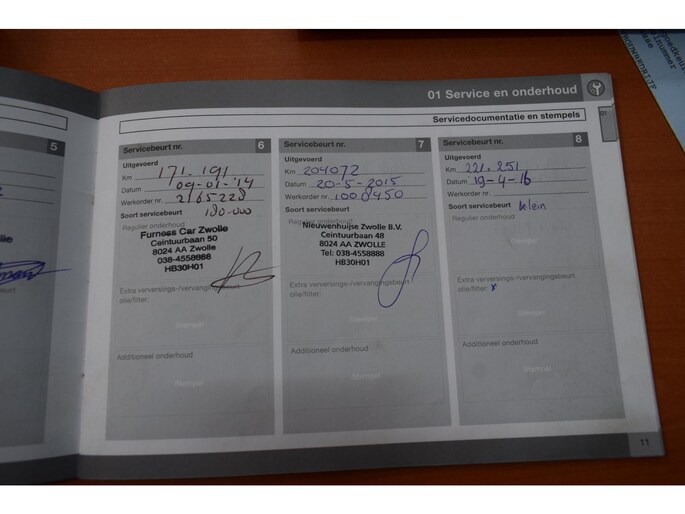 01 Service en onderhoud
Servicedocumentatie en stempels
01
5
Servicebeurt nr. 6
Uitgevoerd
Km 171.191
Datum 09-01-'14
Werkorder nr. 2165228
Soort servicebeurt 180.000
Regulier onderhoud
Furness Car Zwolle
Ceintuurbaan 50
8024 AA Zwolle
038-4558888
HB30H01
Extra verversings-/vervangingsbeurt
olie/filter:
Stempel
Additioneel onderhoud
Stempel
Servicebeurt nr. 7
Uitgevoerd
Km 204072
Datum 20-5-2015
Werkorder nr. 1000450
Soort servicebeurt
Regulier onderhoud
Nieuwenhuijse Zwolle B.V.
Ceintuurbaan 48
8024 AA ZWOLLE
Tel: 038-4558888
HB30H01
Extra verversings-/vervangingsbeurt
olie/filter:
Stempel
Additioneel onderhoud
Stempel
Servicebeurt nr. 8
Uitgevoerd
Km 221.251
Datum 19-4-16
Werkorder nr.
Soort servicebeurt klein
Regulier onderhoud
Stempel
Extra verversings-/vervangingsbeurt
olie/filter: x
Stempel
Additioneel onderhoud
Stempel
11